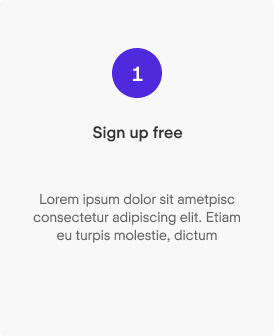 1
Sign up free
Lorem ipsum dolor sit ametpisc
consectetur adipiscing elit. Etiam
eu turpis molestie, dictum